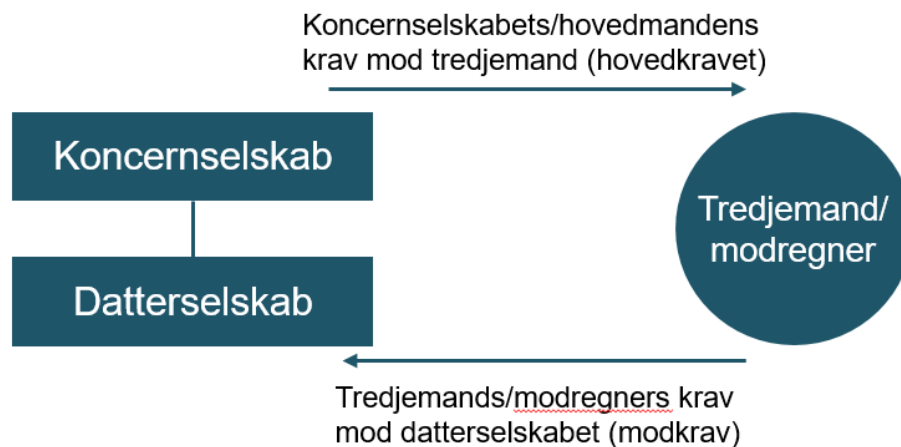 Koncernselskabets/hovedmandens
krav mod tredjemand (hovedkravet)
Koncernselskab
Tredjemand/
modregner
Datterselskab
Tredjemands/modregners krav
mod datterselskabet (modkrav)